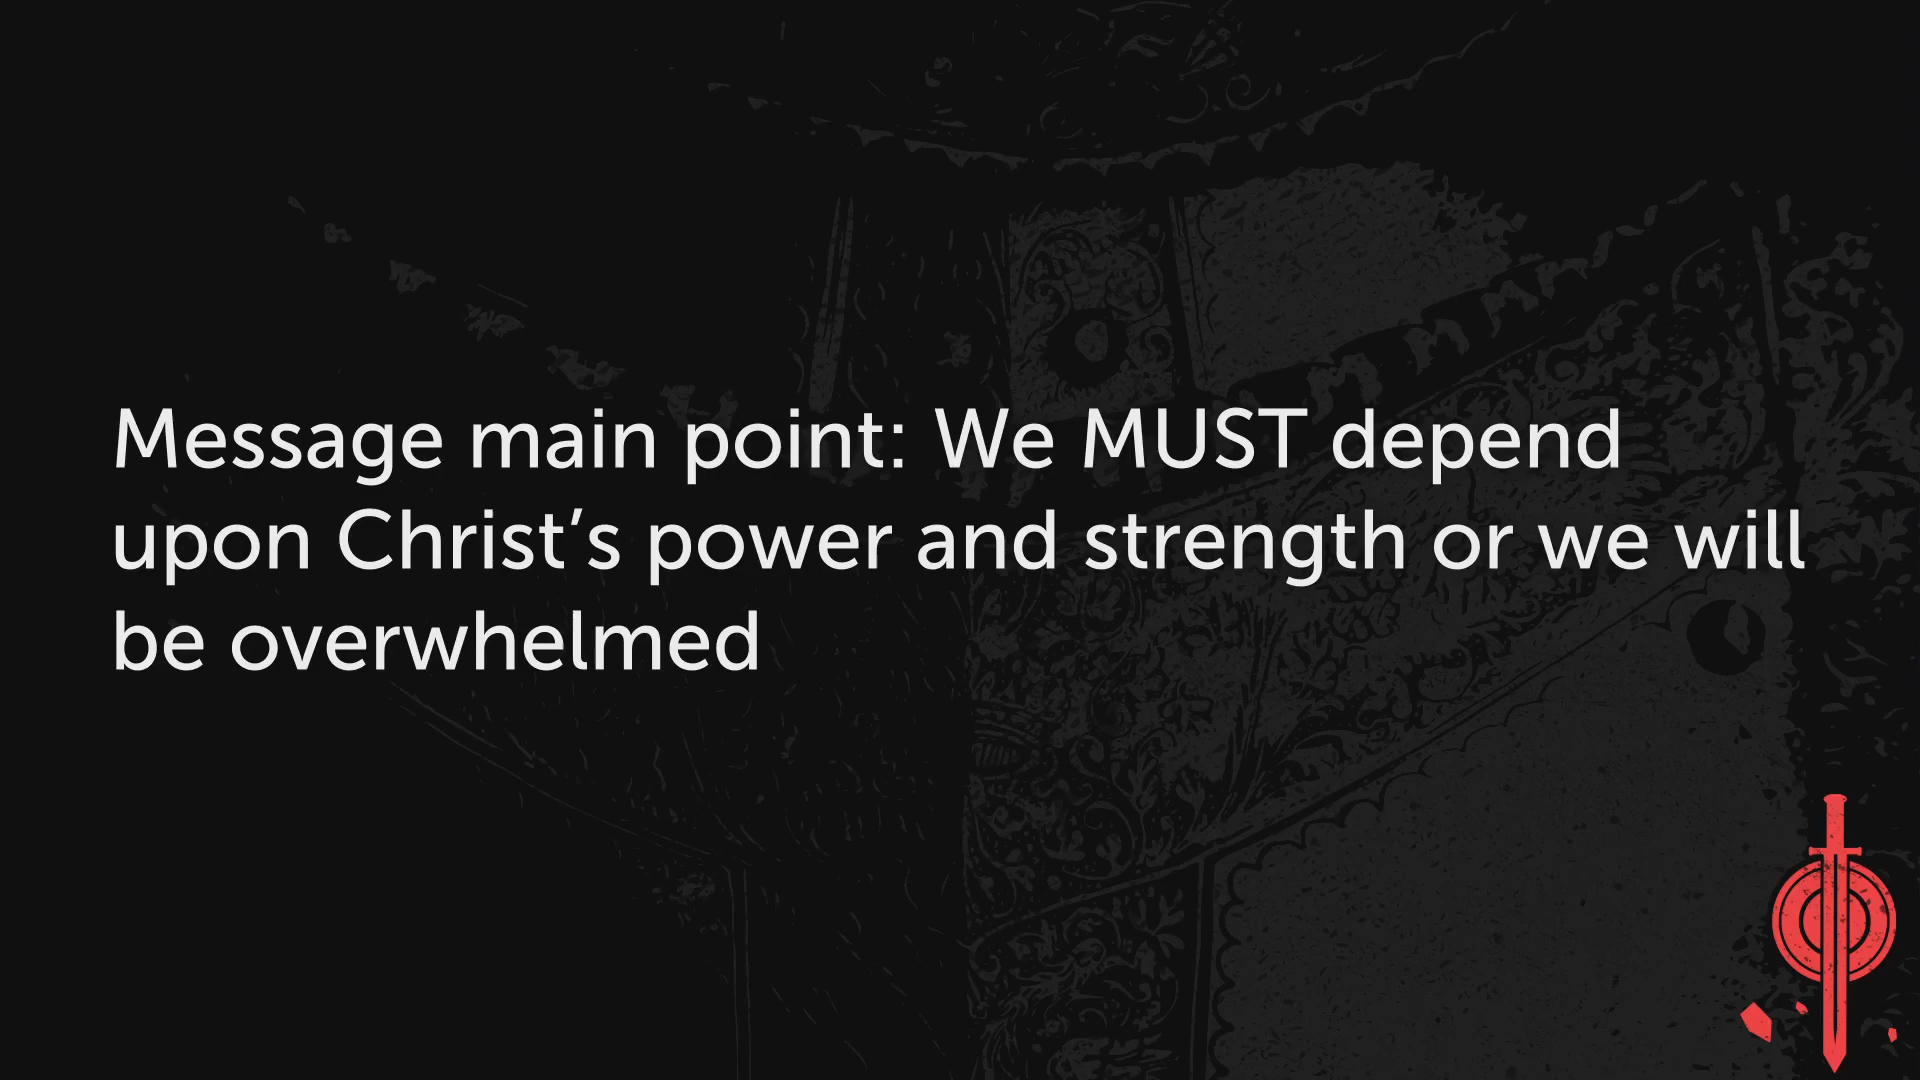 Message main point: We MUST depend
upon Christ’s power and strength or we will
be overwhelmed